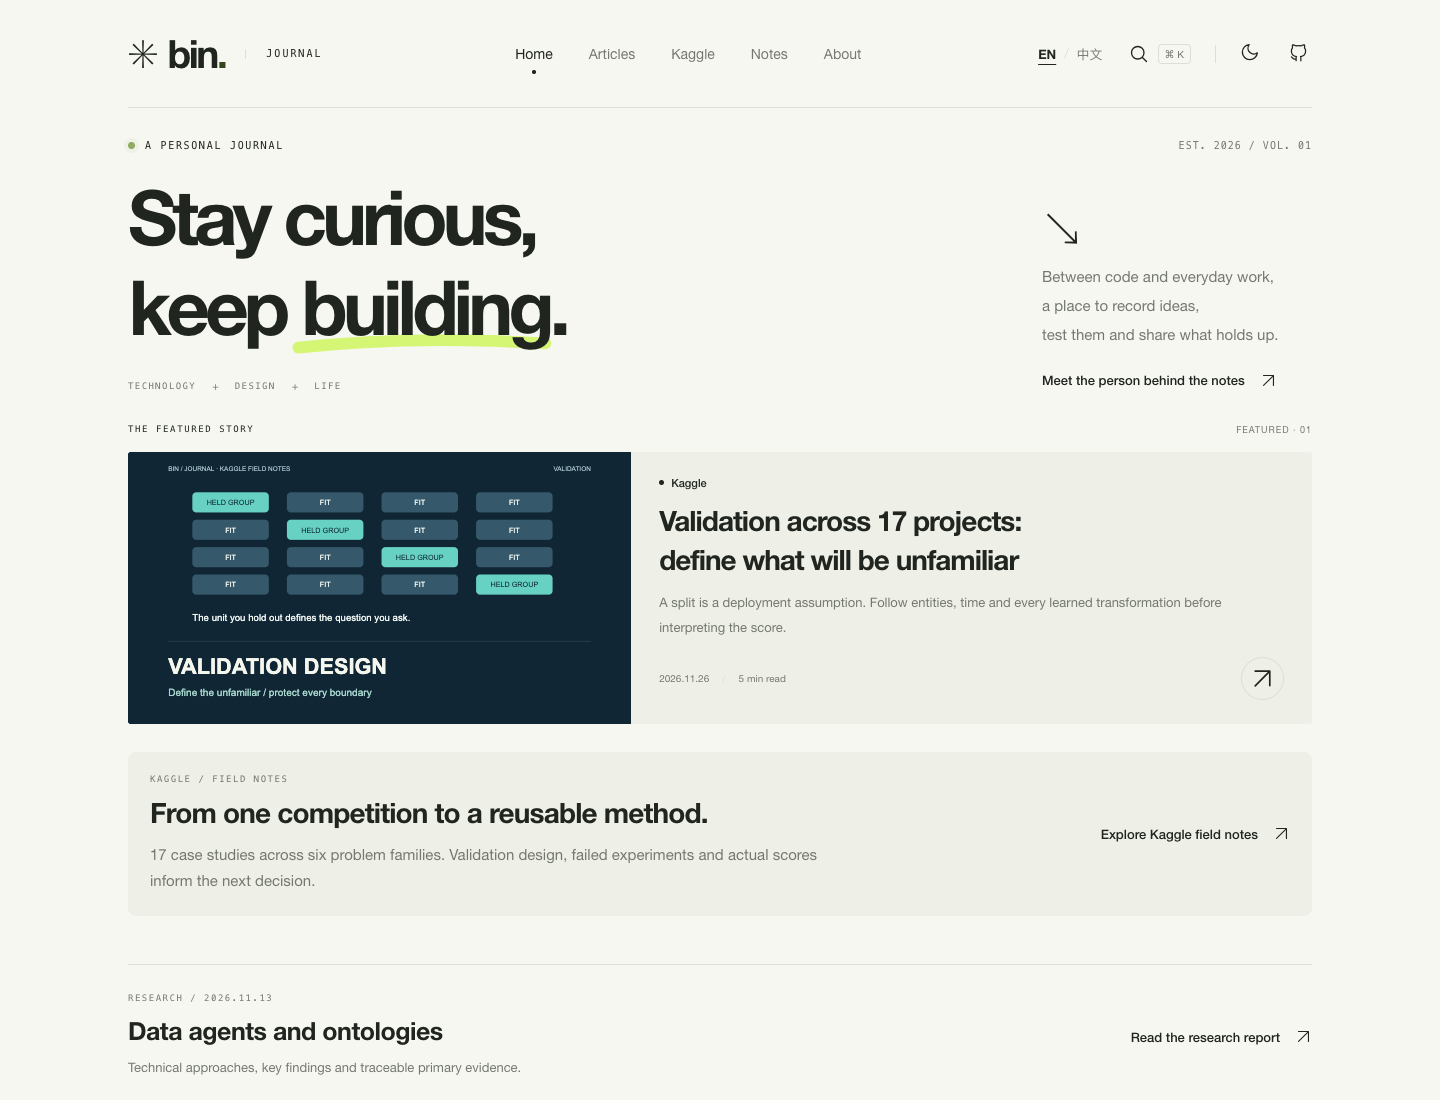 bin.
JOURNAL
Home Articles Kaggle Notes About
EN / 中文
⌘ K
A PERSONAL JOURNAL
EST. 2026 / VOL. 01
Stay curious,
keep building.
Between code and everyday work,
a place to record ideas,
test them and share what holds up.
Meet the person behind the notes
TECHNOLOGY + DESIGN + LIFE
THE FEATURED STORY
FEATURED · 01
BIN / JOURNAL · KAGGLE FIELD NOTES
VALIDATION
HELD GROUP FIT FIT FIT
FIT HELD GROUP FIT FIT
FIT FIT HELD GROUP FIT
FIT FIT FIT HELD GROUP
The unit you hold out defines the question you ask.
VALIDATION DESIGN
Define the unfamiliar / protect every boundary
Kaggle
Validation across 17 projects:
define what will be unfamiliar
A split is a deployment assumption. Follow entities, time and every learned transformation before
interpreting the score.
2026.11.26 / 5 min read
KAGGLE / FIELD NOTES
From one competition to a reusable method.
17 case studies across six problem families. Validation design, failed experiments and actual scores
inform the next decision.
Explore Kaggle field notes
RESEARCH / 2026.11.13
Data agents and ontologies
Technical approaches, key findings and traceable primary evidence.
Read the research report